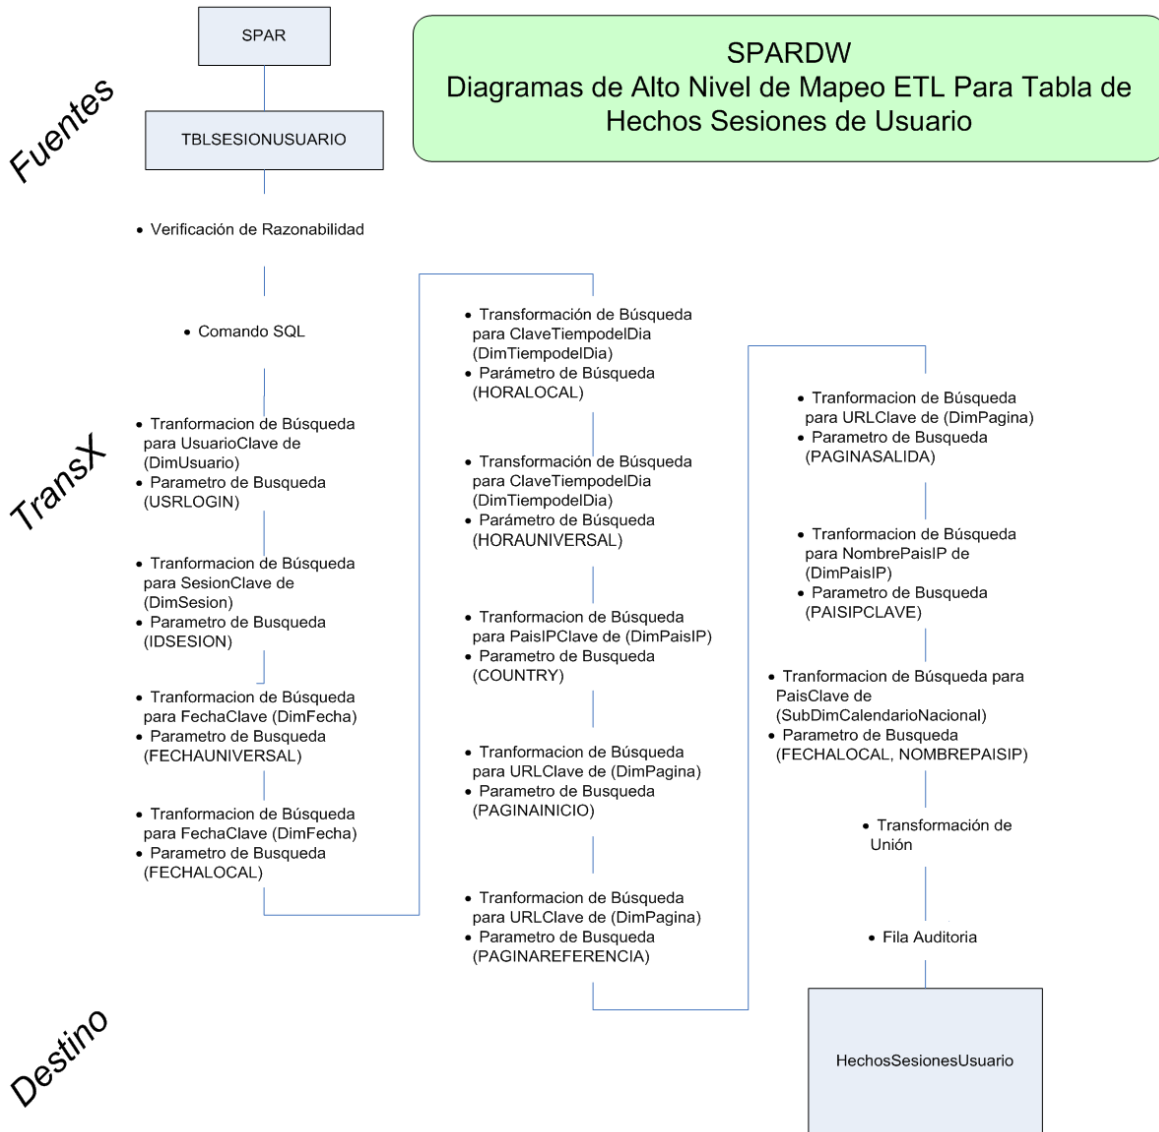 SPAR
SPARDW
Diagramas de Alto Nivel de Mapeo ETL Para Tabla de
Hechos Sesiones de Usuario
Fuentes
TBLSESIONUSUARIO
• Verificación de Razonabilidad
• Comando SQL
TransX
• Tranformacion de Búsqueda
para UsuarioClave de
(DimUsuario)
• Parametro de Busqueda
(USRLOGIN)
• Tranformacion de Búsqueda
para SesionClave de
(DimSesion)
• Parametro de Busqueda
(IDSESION)
• Tranformacion de Búsqueda
para FechaClave (DimFecha)
• Parametro de Busqueda
(FECHAUNIVERSAL)
• Tranformacion de Búsqueda
para FechaClave (DimFecha)
• Parametro de Busqueda
(FECHALOCAL)
• Transformación de Búsqueda
para ClaveTiempodelDia
(DimTiempodelDia)
• Parámetro de Búsqueda
(HORALOCAL)
• Transformación de Búsqueda
para ClaveTiempodelDia
(DimTiempodelDia)
• Parámetro de Búsqueda
(HORAUNIVERSAL)
• Tranformacion de Búsqueda
para PaisIPClave de (DimPaisIP)
• Parametro de Busqueda
(COUNTRY)
• Tranformacion de Búsqueda
para URLClave de (DimPagina)
• Parametro de Busqueda
(PAGINAINICIO)
• Tranformacion de Búsqueda
para URLClave de (DimPagina)
• Parametro de Busqueda
(PAGINAREFERENCIA)
• Tranformacion de Búsqueda
para URLClave de (DimPagina)
• Parametro de Busqueda
(PAGINASALIDA)
• Tranformacion de Búsqueda
para NombrePaisIP de
(DimPaisIP)
• Parametro de Busqueda
(PAISIPCLAVE)
• Tranformacion de Búsqueda para
PaisClave de
(SubDimCalendarioNacional)
• Parametro de Busqueda
(FECHALOCAL, NOMBREPAISIP)
• Transformación de
Unión
• Fila Auditoria
Destino
HechosSesionesUsuario